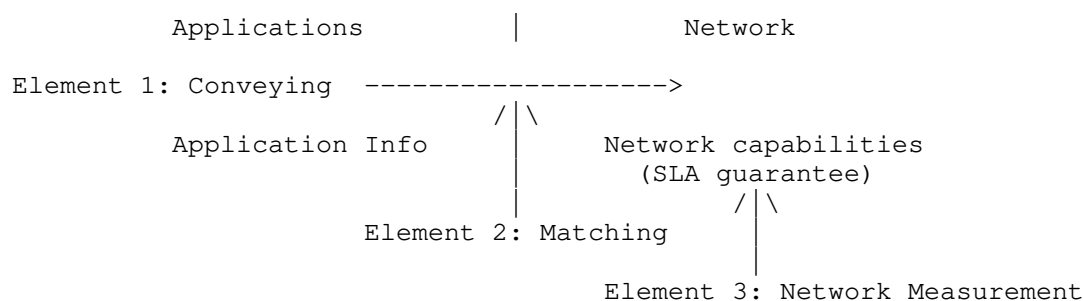 Applications | Network
Element 1: Conveying ------------------->
/|\
Application Info | Network capabilities
| (SLA guarantee)
| /|\
Element 2: Matching |
|
Element 3: Network Measurement